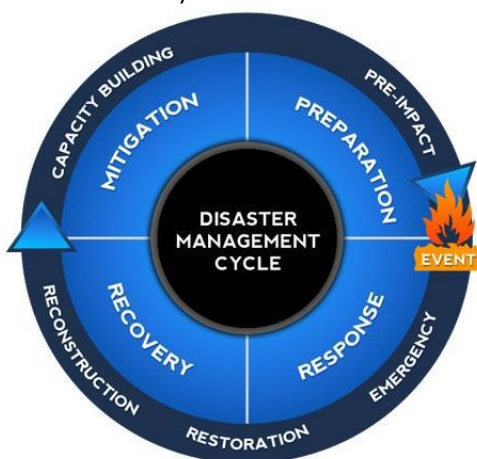 CAPACITY BUILDING
PRE-IMPACT
MITIGATION
PREPARATION
DISASTER
MANAGEMENT
CYCLE
EVENT
RECOVERY
RESPONSE
RECONSTRUCTION
EMERGENCY
RESTORATION